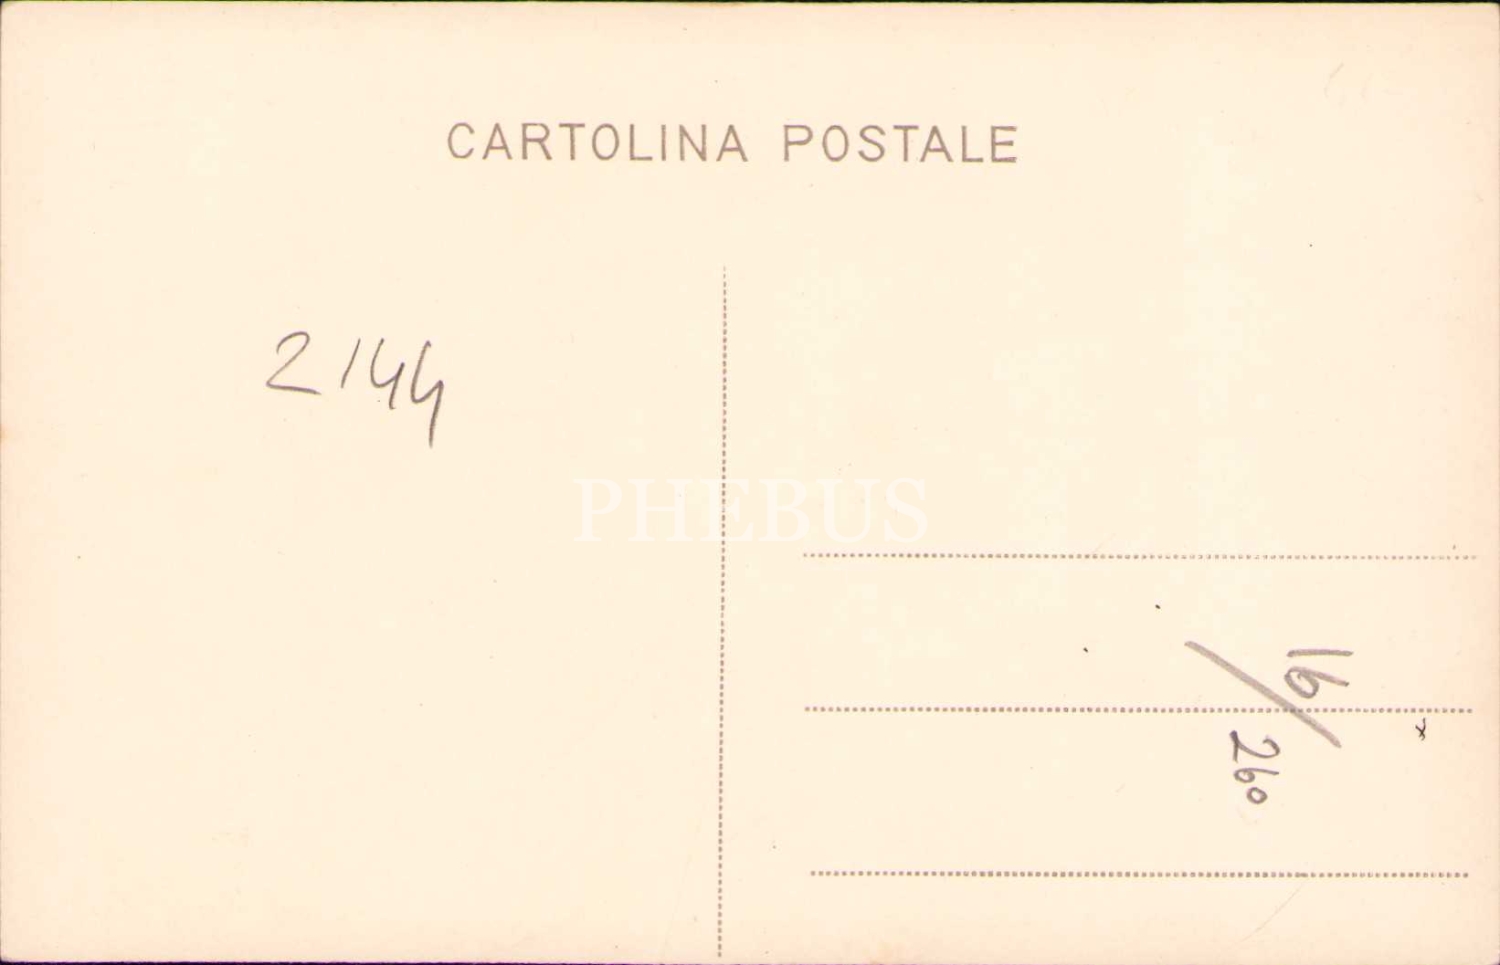 CARTOLINA POSTALE
2144
PHEBUS
16/260